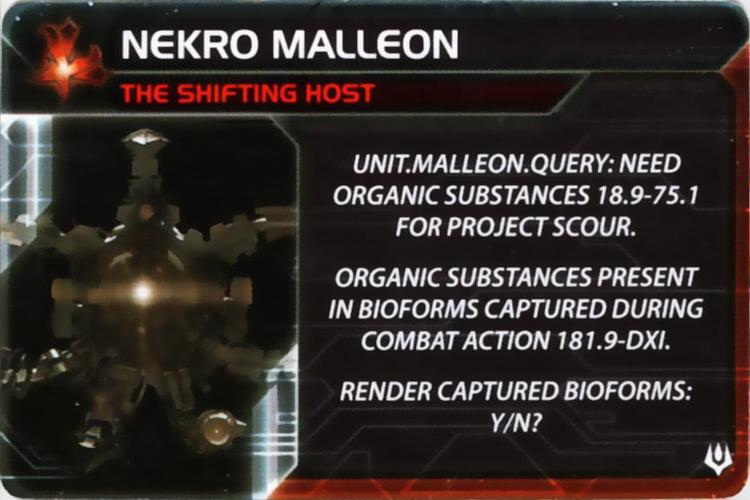 NEKRO MALLEON
THE SHIFTING HOST
UNIT.MALLEON.QUERY: NEED
ORGANIC SUBSTANCES 18.9-75.1
FOR PROJECT SCOUR.
ORGANIC SUBSTANCES PRESENT
IN BIOFORMS CAPTURED DURING
COMBAT ACTION 181.9-DXI.
RENDER CAPTURED BIOFORMS:
Y/N?